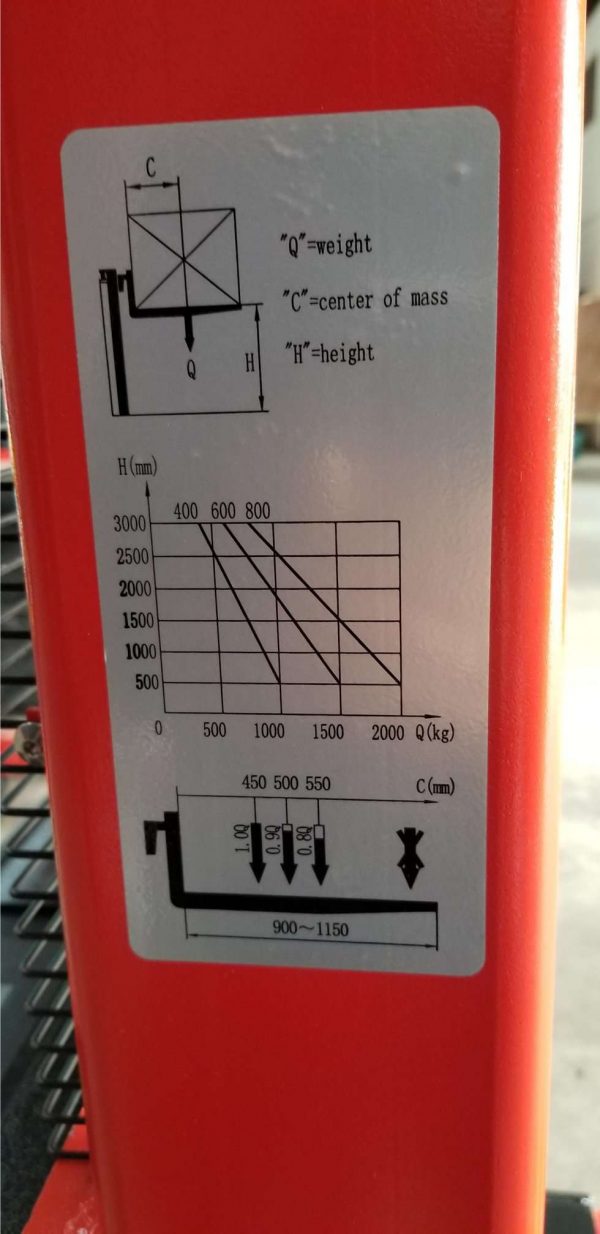 C
"Q"=weight
"C"=center of mass
"H"=height
Q
H
H(mm)
400 600 800
3000
2500
2000
1500
1000
500
0 500 1000 1500 2000 Q(kg)
450 500 550 C(mm)
1.0Q 0.9Q 0.8Q
900～1150